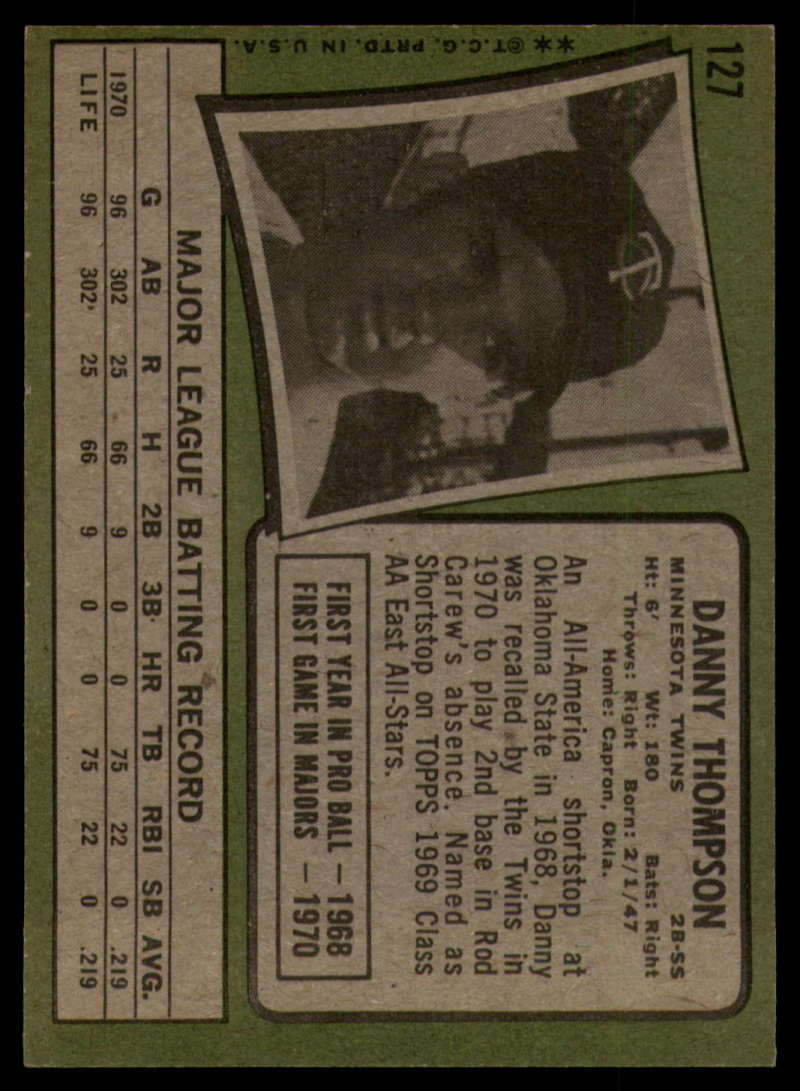 127
**©T.C.G. PRTD. IN U.S.A.
DANNY THOMPSON
MINNESOTA TWINS 2B-SS
Ht: 6' Wt: 180 Bats: Right
Throws: Right Born: 2/1/47
Home: Capron, Okla.
An All-America shortstop at
Oklahoma State in 1968, Danny
was recalled by the Twins in
1970 to play 2nd base in Rod
Carew's absence. Named as
Shortstop on TOPPS 1969 Class
AA East All-Stars.
FIRST YEAR IN PRO BALL — 1968
FIRST GAME IN MAJORS — 1970
MAJOR LEAGUE BATTING RECORD
G AB R H 2B 3B HR TB RBI SB AVG.
1970 96 302 25 66 9 0 0 75 22 0 .219
LIFE 96 302 25 66 9 0 0 75 22 0 .219